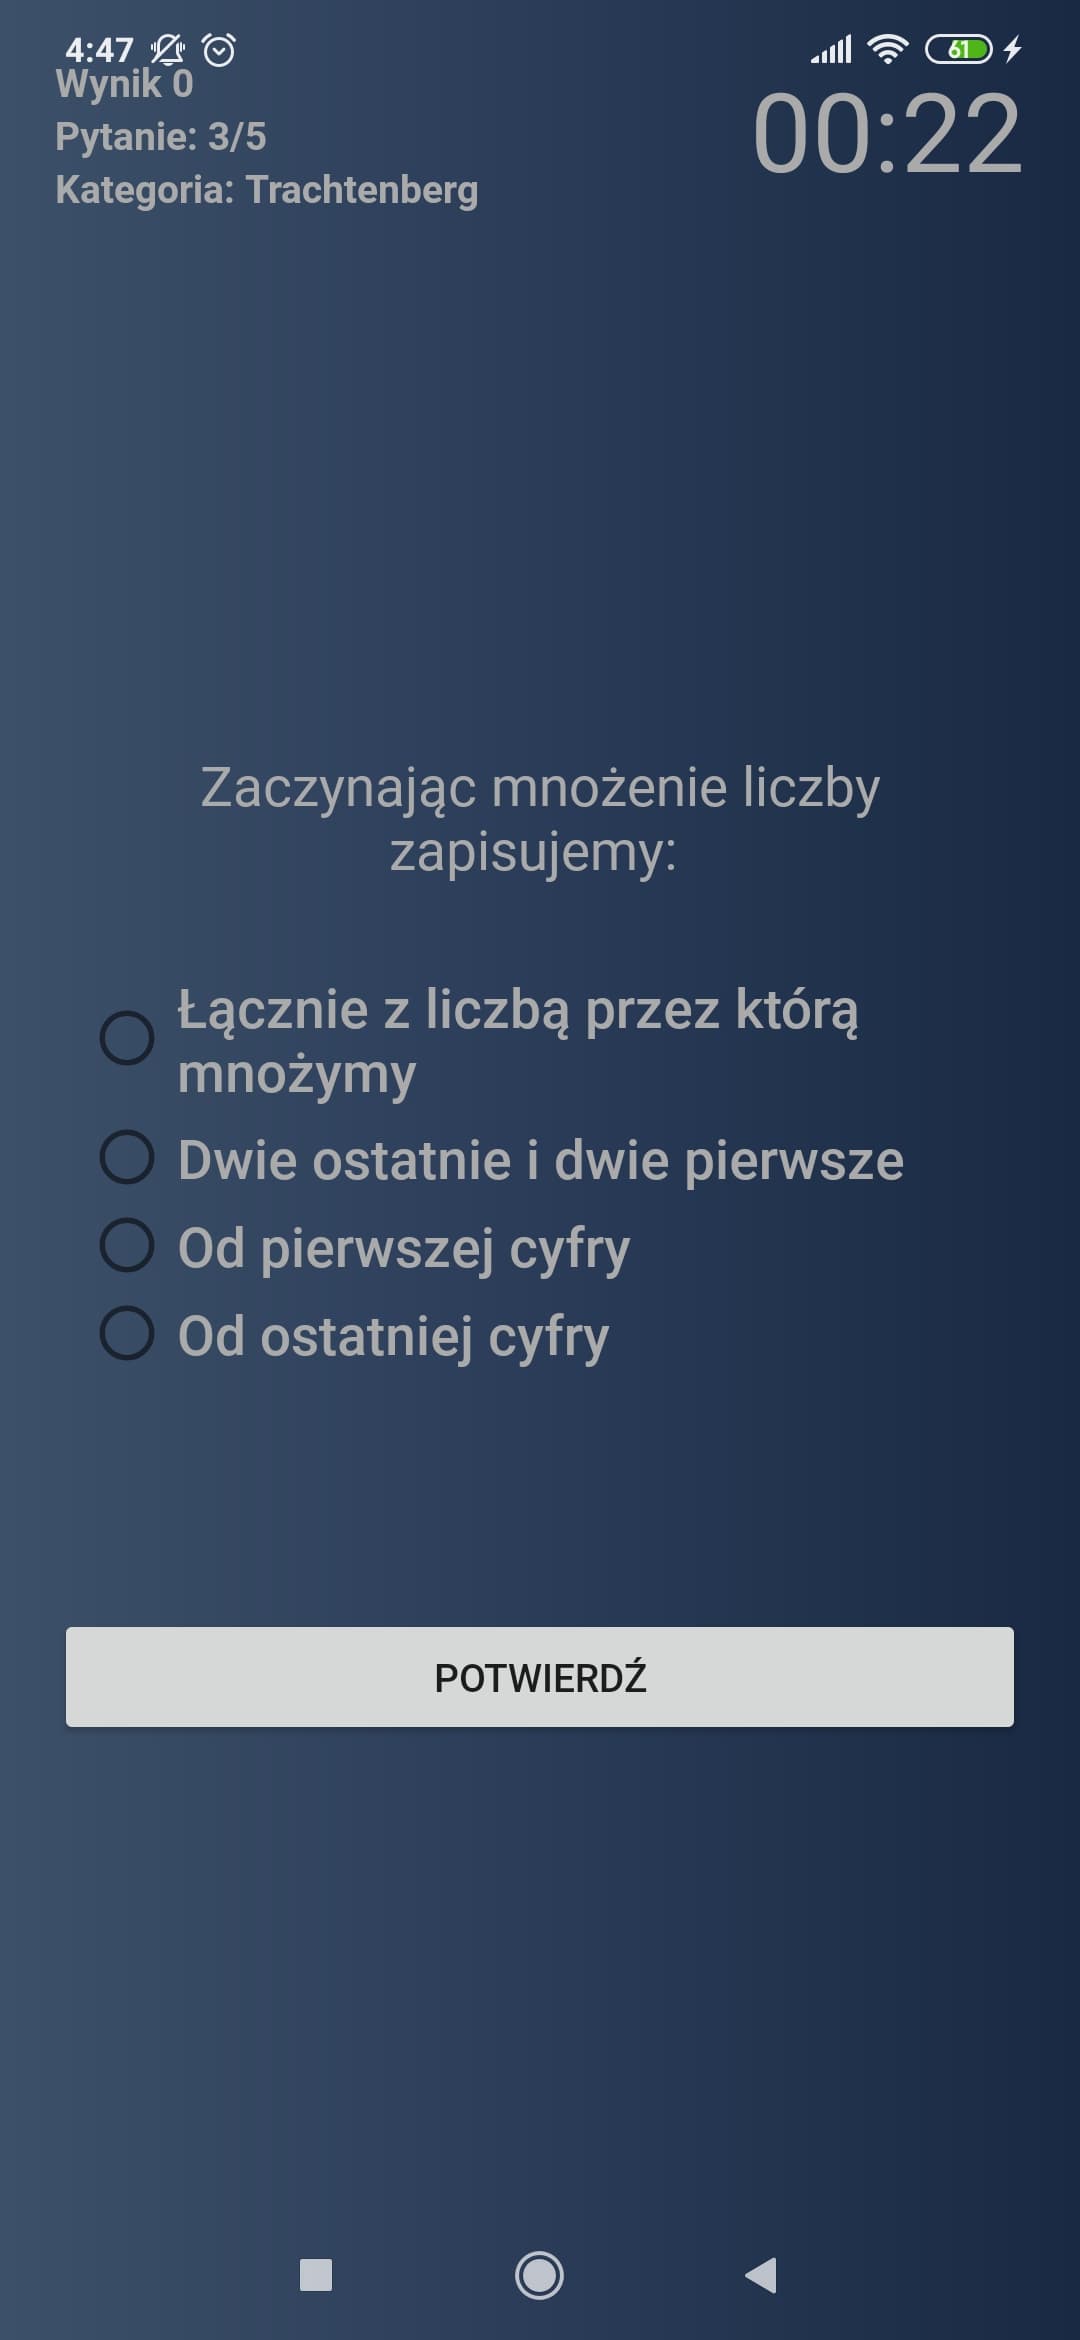 4:47
61
Wynik 0
00:22
Pytanie: 3/5
Kategoria: Trachtenberg
Zaczynając mnożenie liczby
zapisujemy:
Łącznie z liczbą przez którą
mnożymy
Dwie ostatnie i dwie pierwsze
Od pierwszej cyfry
Od ostatniej cyfry
POTWIERDŹ